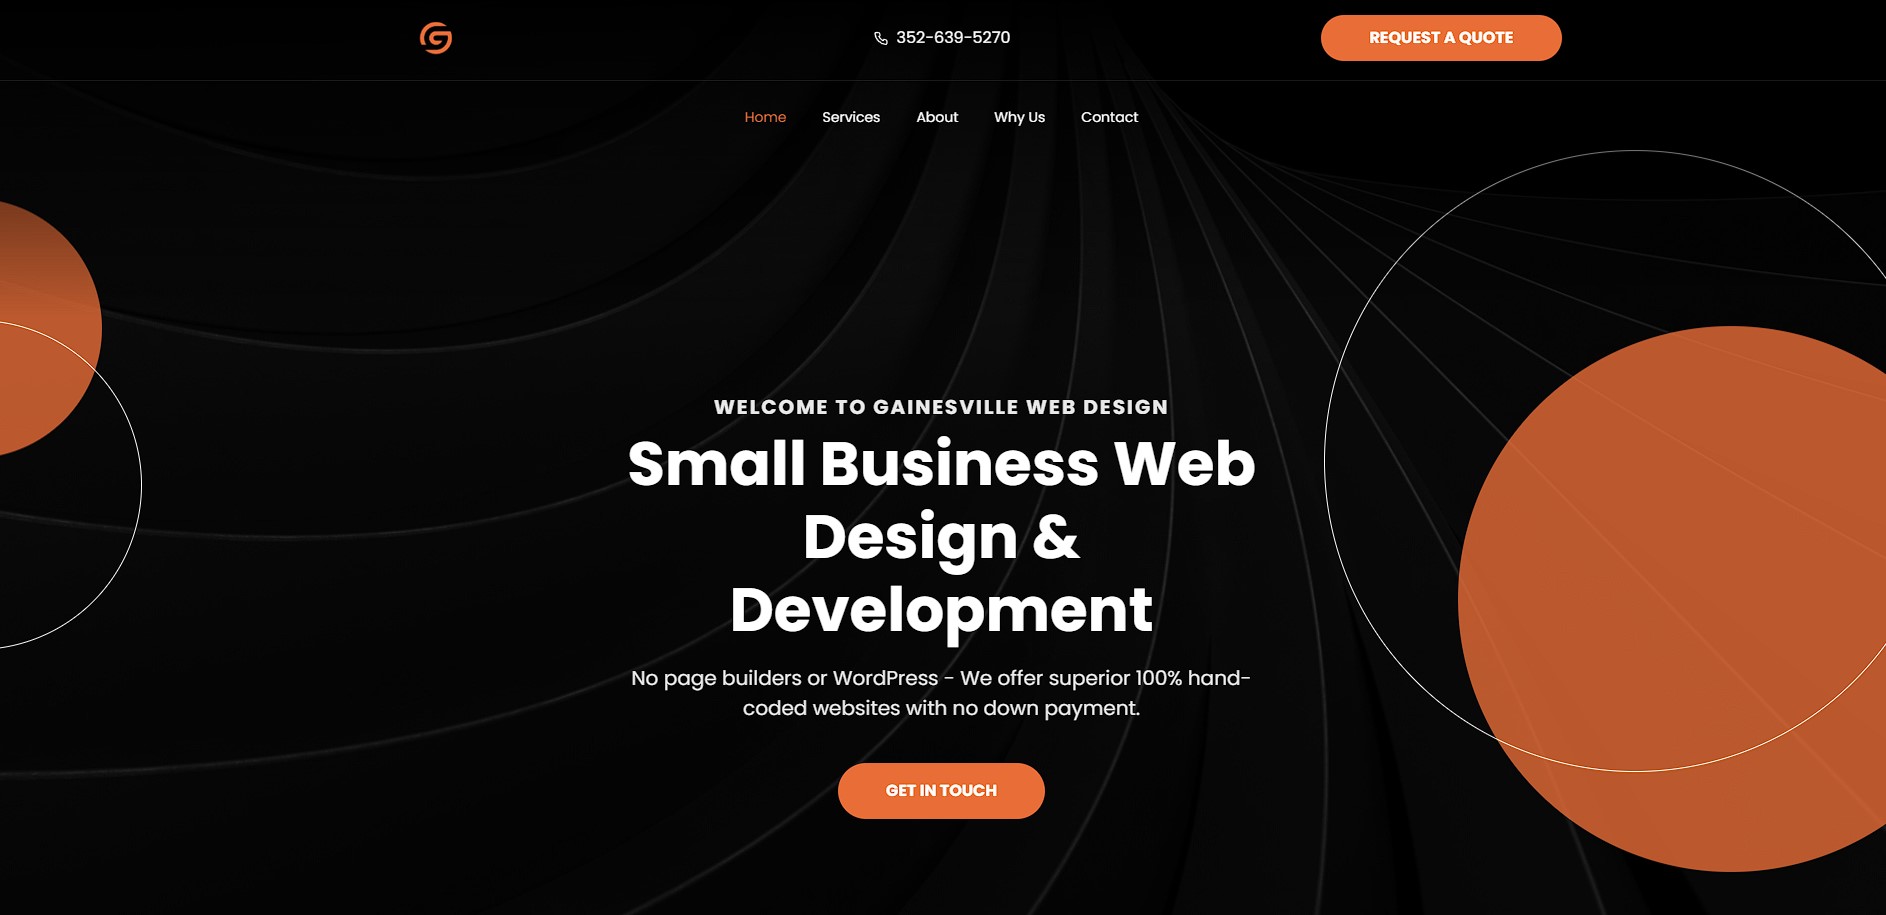 352-639-5270
REQUEST A QUOTE
Home Services About Why Us Contact
WELCOME TO GAINESVILLE WEB DESIGN
Small Business Web
Design &
Development
No page builders or WordPress - We offer superior 100% hand-
coded websites with no down payment.
GET IN TOUCH